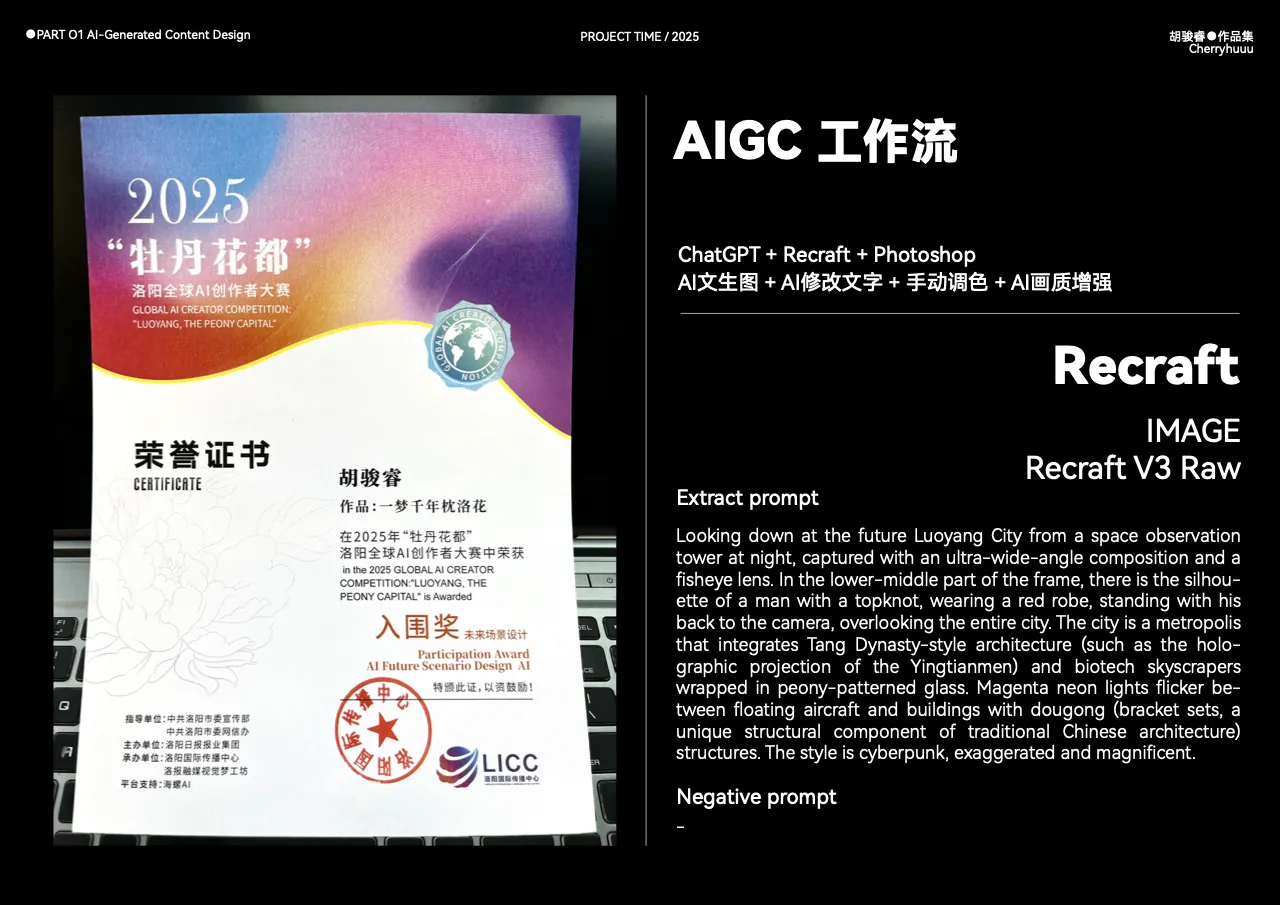 ●PART 01 AI-Generated Content Design
PROJECT TIME / 2025
胡骏睿●作品集
Cherryhuuu
2025
“牡丹花都”
洛阳全球AI创作者大赛
GLOBAL AI CREATOR COMPETITION:
"LUOYANG, THE PEONY CAPITAL"
GLOBAL AI CREATOR COMPETITION
荣誉证书
CERTIFICATE
胡骏睿
作品：一梦千年枕洛花
在2025年“牡丹花都”
洛阳全球AI创作者大赛中荣获
in the 2025 GLOBAL AI CREATOR
COMPETITION:"LUOYANG, THE
PEONY CAPITAL" is Awarded
入围奖 未来场景设计
Participation Award
AI Future Scenario Design AI
特颁此证，以资鼓励！
洛阳国际传播中心
LICC
洛阳国际传播中心
指导单位：中共洛阳市委宣传部
中共洛阳市委网信办
主办单位：洛阳日报报业集团
承办单位：洛阳国际传播中心
洛报融媒视觉梦工坊
平台支持：海螺AI
AIGC 工作流
ChatGPT + Recraft + Photoshop
AI文生图 + AI修改文字 + 手动调色 + AI画质增强
Recraft
IMAGE
Recraft V3 Raw
Extract prompt
Looking down at the future Luoyang City from a space observation
tower at night, captured with an ultra-wide-angle composition and a
fisheye lens. In the lower-middle part of the frame, there is the silhou-
ette of a man with a topknot, wearing a red robe, standing with his
back to the camera, overlooking the entire city. The city is a metropolis
that integrates Tang Dynasty-style architecture (such as the holo-
graphic projection of the Yingtianmen) and biotech skyscrapers
wrapped in peony-patterned glass. Magenta neon lights flicker be-
tween floating aircraft and buildings with dougong (bracket sets, a
unique structural component of traditional Chinese architecture)
structures. The style is cyberpunk, exaggerated and magnificent.
Negative prompt
–